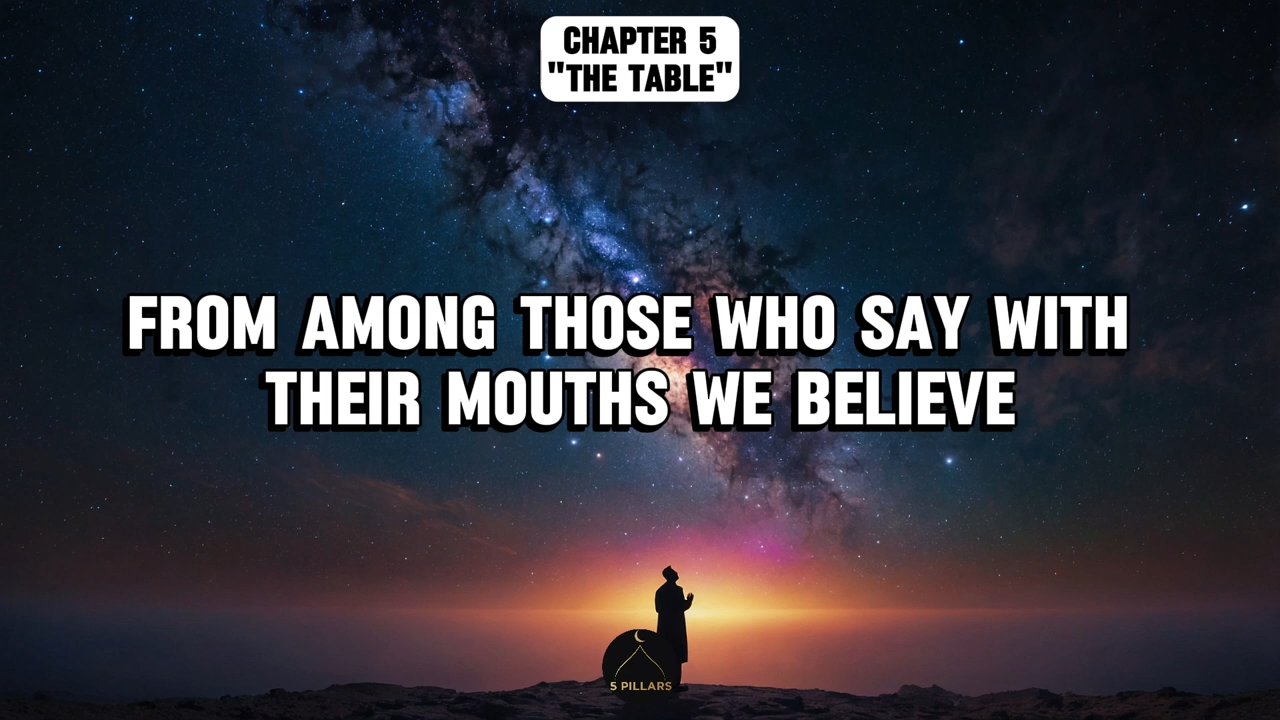 CHAPTER 5
"THE TABLE"
FROM AMONG THOSE WHO SAY WITH
THEIR MOUTHS WE BELIEVE
5 PILLARS